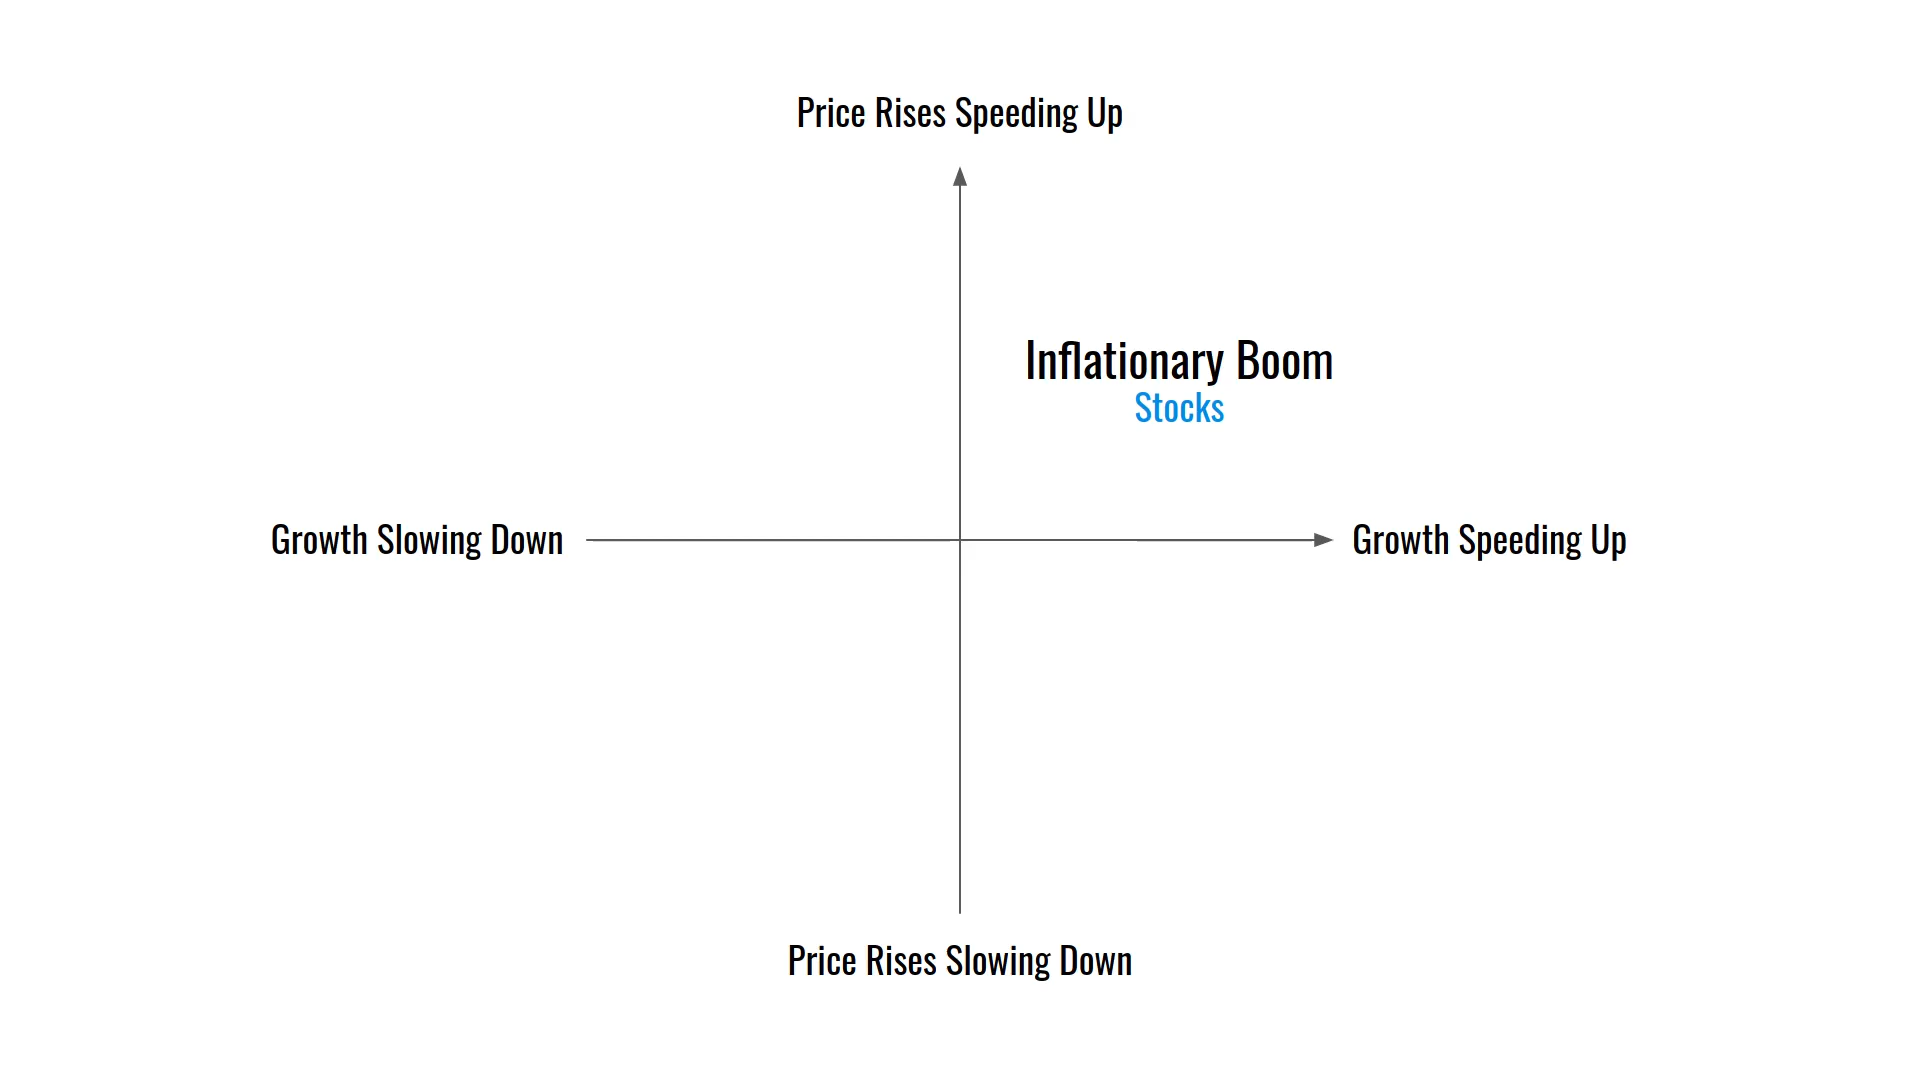 Price Rises Speeding Up
Inflationary Boom
Stocks
Growth Slowing Down
Growth Speeding Up
Price Rises Slowing Down